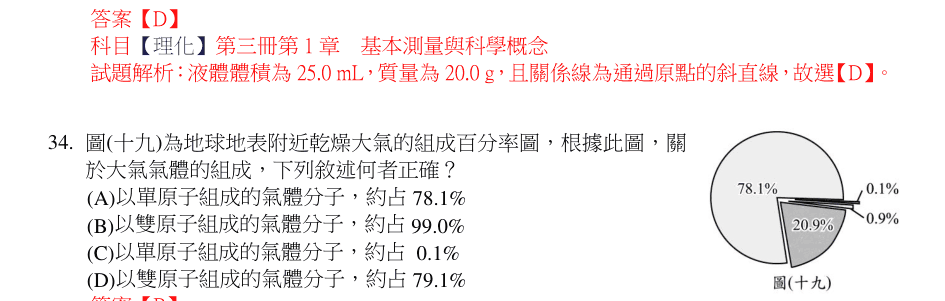 答案【D】
科目【理化】第三冊第 1 章　基本測量與科學概念
試題解析：液體體積為 25.0 mL，質量為 20.0 g，且關係線為通過原點的斜直線，故選【D】。
34. 圖(十九)為地球地表附近乾燥大氣的組成百分率圖，根據此圖，關
於大氣氣體的組成，下列敘述何者正確？
(A)以單原子組成的氣體分子，約占 78.1%
(B)以雙原子組成的氣體分子，約占 99.0%
(C)以單原子組成的氣體分子，約占 0.1%
(D)以雙原子組成的氣體分子，約占 79.1%
78.1%
0.1%
0.9%
20.9%
圖(十九)
答案【B】